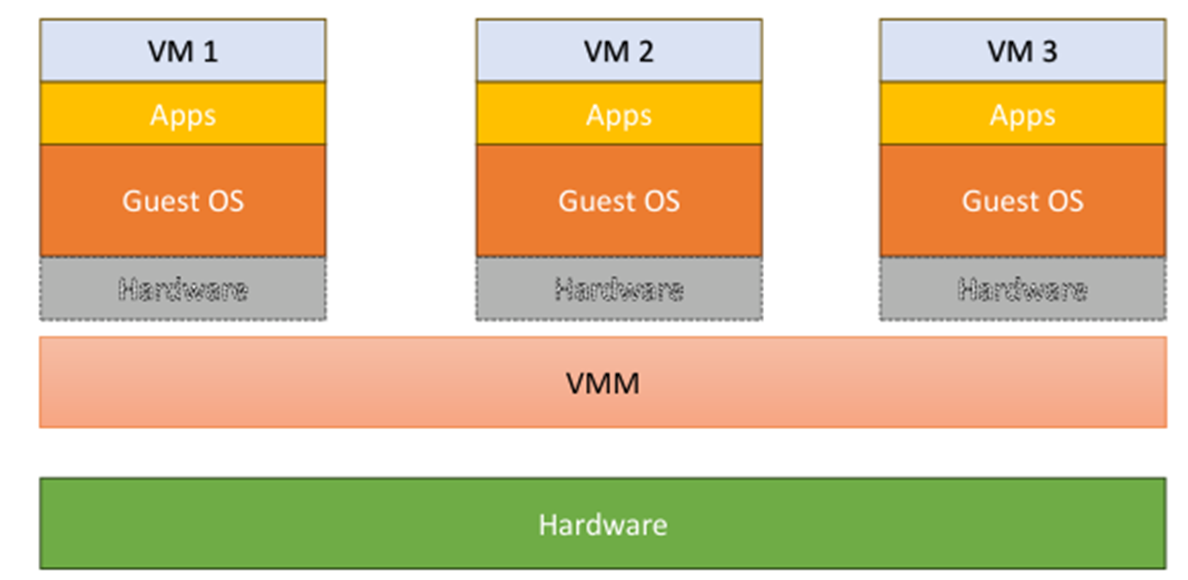 VM 1
VM 2
VM 3
Apps
Apps
Apps
Guest OS
Guest OS
Guest OS
Hardware
Hardware
Hardware
VMM
Hardware